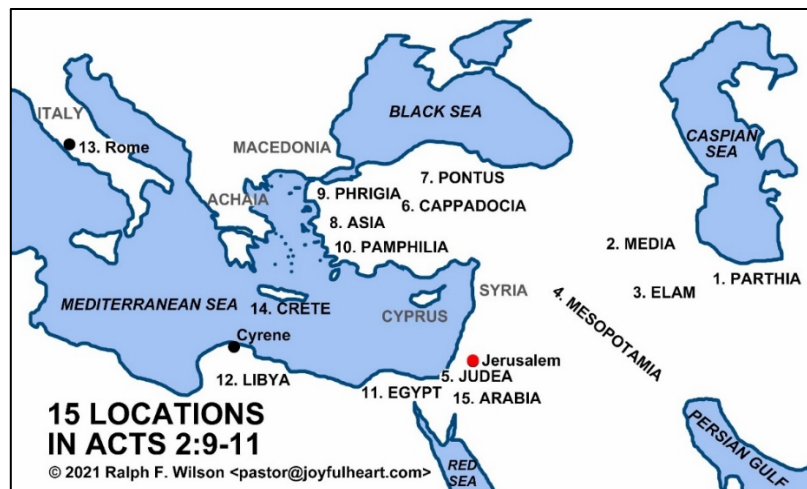 BLACK SEA
CASPIAN
SEA
ITALY
13. Rome
MACEDONIA
7. PONTUS
9. PHRIGIA
6. CAPPADOCIA
ACHAIA
8. ASIA
10. PAMPHILIA
2. MEDIA
1. PARTHIA
3. ELAM
SYRIA
4. MESOPOTAMIA
MEDITERRANEAN SEA
14. CRETE
CYPRUS
Cyrene
Jerusalem
12. LIBYA
5. JUDEA
11. EGYPT
15. ARABIA
15 LOCATIONS
IN ACTS 2:9-11
© 2021 Ralph F. Wilson <pastor@joyfulheart.com>
RED
SEA
PERSIAN GULF